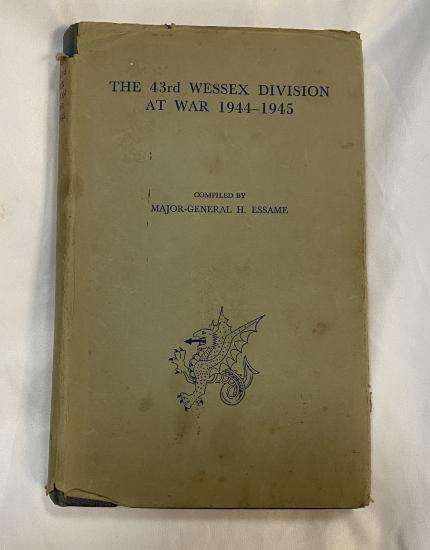 THE 43rd WESSEX DIVISION
AT WAR 1944–1945
COMPILED BY
MAJOR-GENERAL H. ESSAME